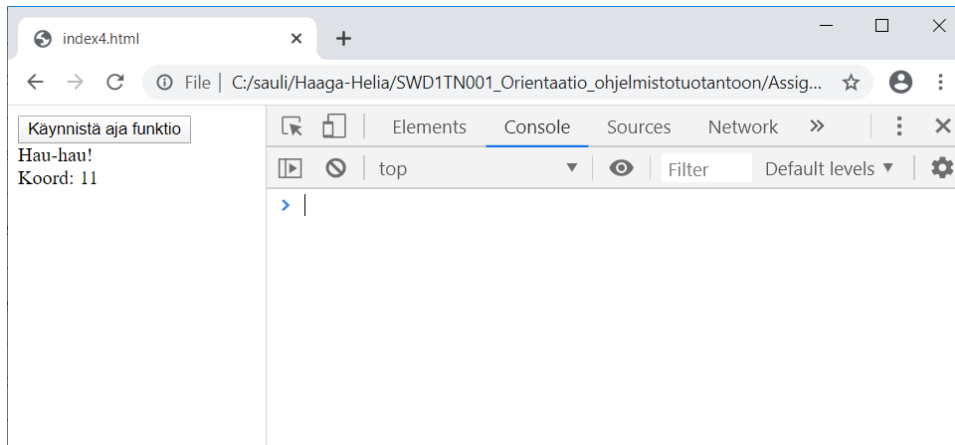 index4.html
File | C:/sauli/Haaga-Helia/SWD1TN001_Orientaatio_ohjelmistotuotantoon/Assig...
Käynnistä aja funktio
Hau-hau!
Koord: 11
Elements Console Sources Network »
top Filter Default levels